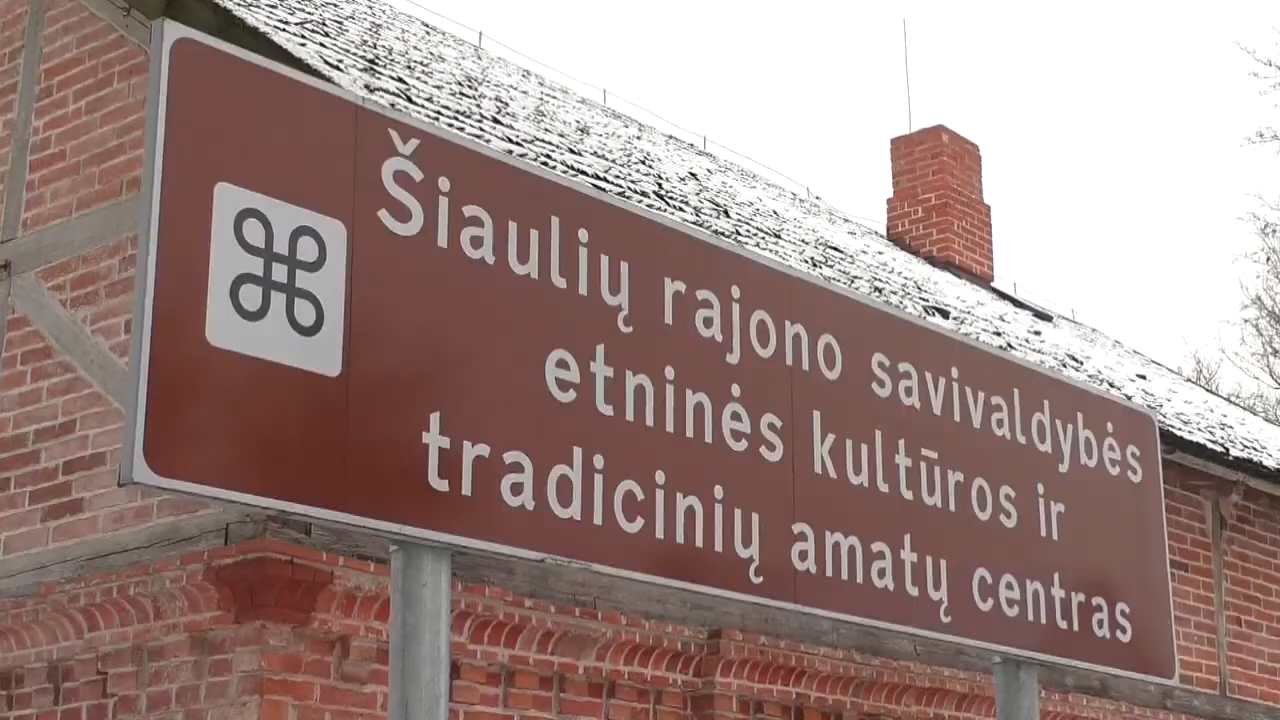 Šiaulių rajono savivaldybės
etninės kultūros ir
tradicinių amatų centras